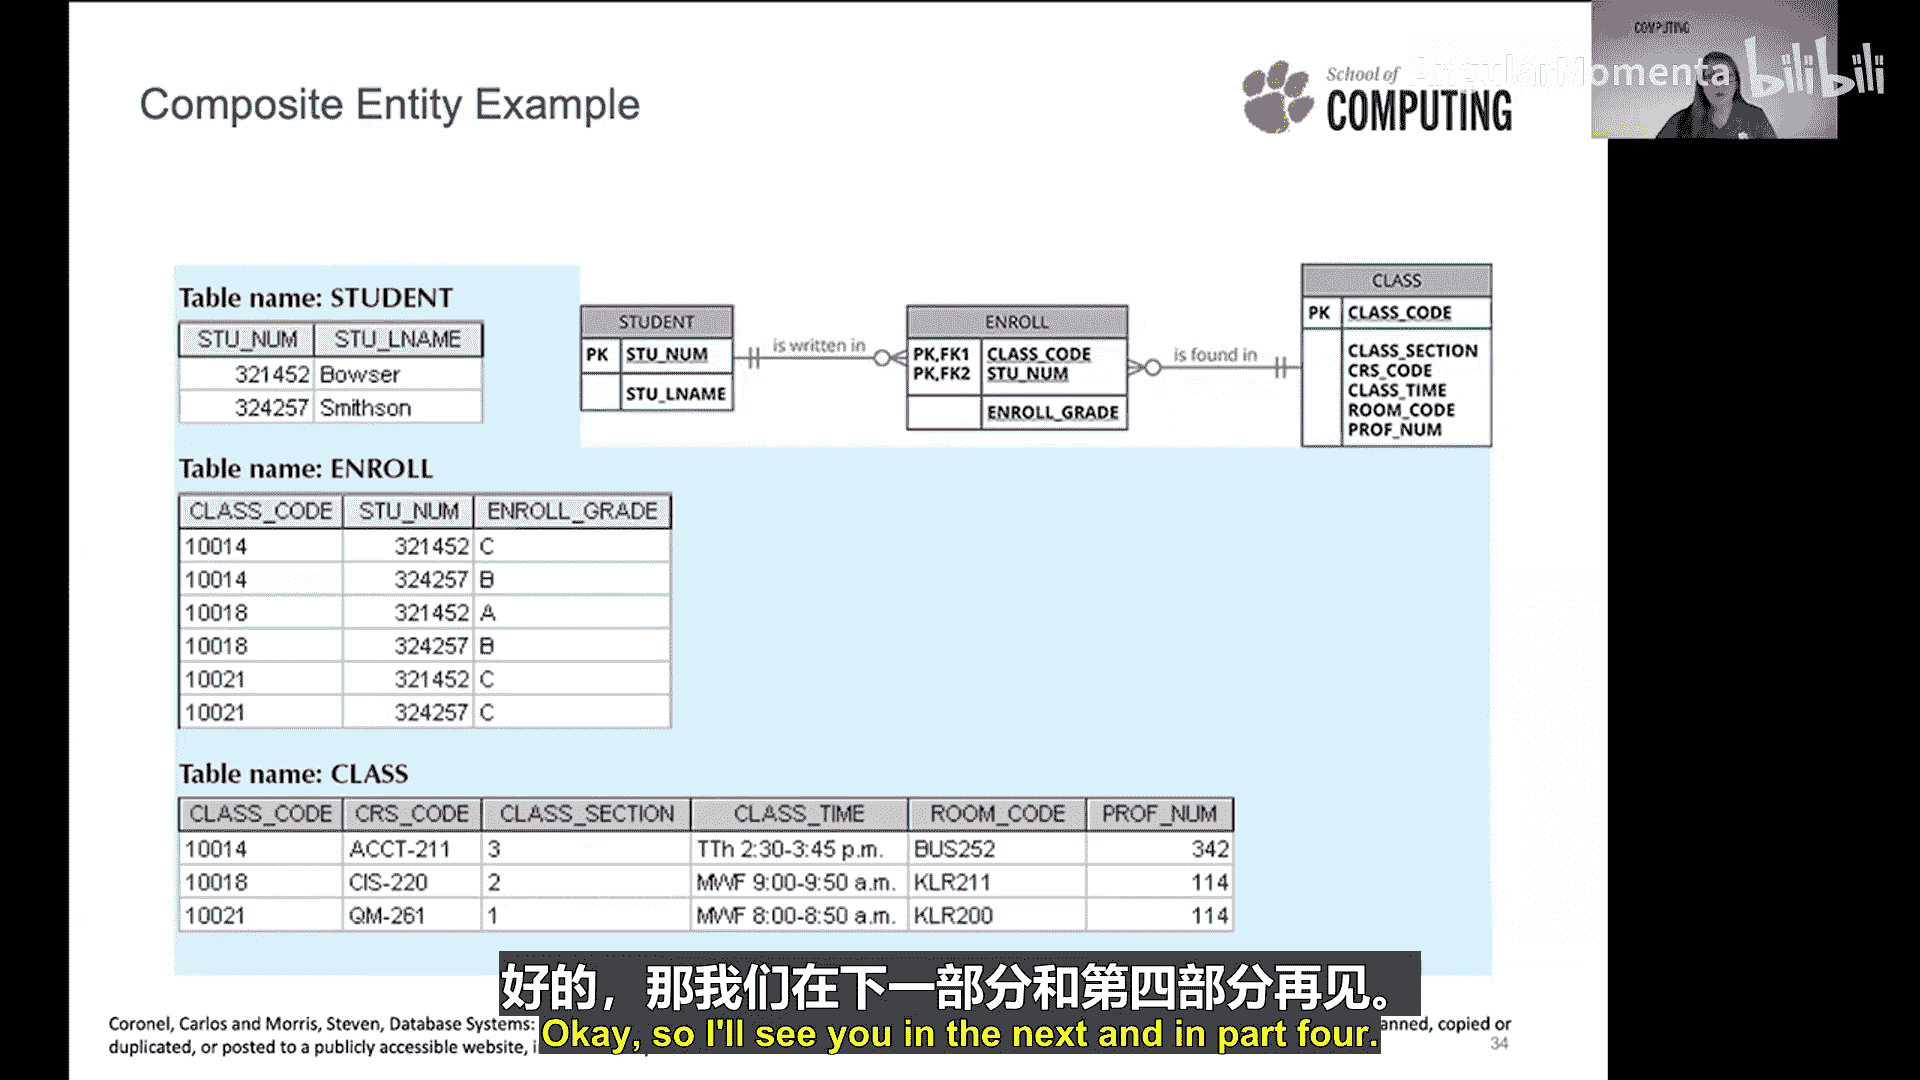 COMPUTING
AngularMomenta bilibili
School of
COMPUTING
Composite Entity Example
Table name: STUDENT
STU_NUM STU_LNAME
321452 Bowser
324257 Smithson
STUDENT
PK STU_NUM
STU_LNAME
is written in
ENROLL
PK,FK1 CLASS_CODE
PK,FK2 STU_NUM
ENROLL_GRADE
is found in
CLASS
PK CLASS_CODE
CLASS_SECTION
CRS_CODE
CLASS_TIME
ROOM_CODE
PROF_NUM
Table name: ENROLL
CLASS_CODE STU_NUM ENROLL_GRADE
10014 321452 C
10014 324257 B
10018 321452 A
10018 324257 B
10021 321452 C
10021 324257 C
Table name: CLASS
CLASS_CODE CRS_CODE CLASS_SECTION CLASS_TIME ROOM_CODE PROF_NUM
10014 ACCT-211 3 TTh 2:30-3:45 p.m. BUS252 342
10018 CIS-220 2 MWF 9:00-9:50 a.m. KLR211 114
10021 QM-261 1 MWF 8:00-8:50 a.m. KLR200 114
好的，那我们在下一部分和第四部分再见。
Okay, so I'll see you in the next and in part four.
Coronel, Carlos and Morris, Steven, Database Systems: copied or
duplicated, or posted to a publicly accessible website,
34